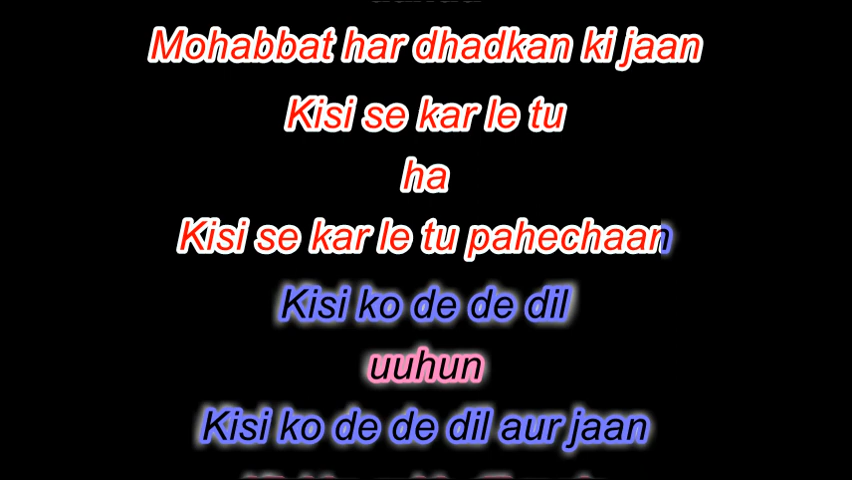 Mohabbat har dhadkan ki jaan
Kisi se kar le tu
ha
Kisi se kar le tu pahechaan
Kisi ko de de dil
uuhun
Kisi ko de de dil aur jaan